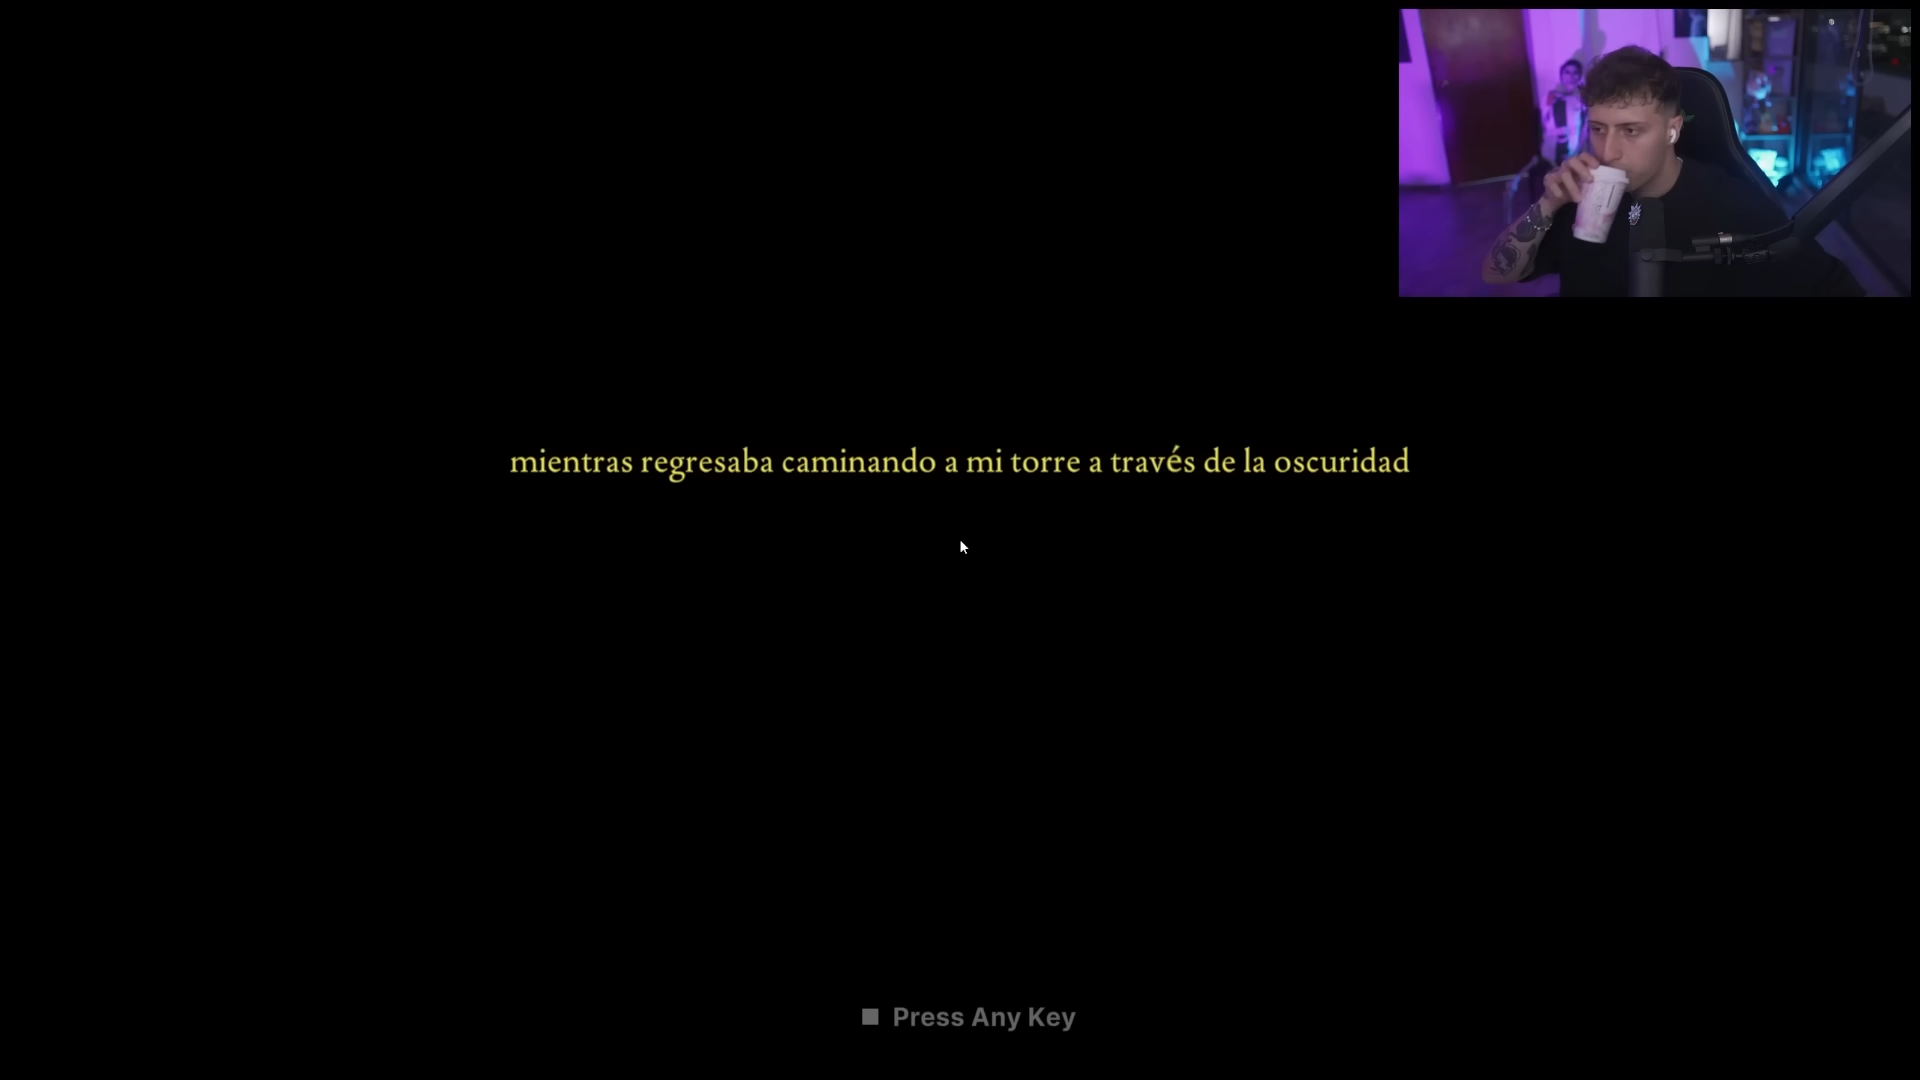 mientras regresaba caminando a mi torre a través de la oscuridad
Press Any Key